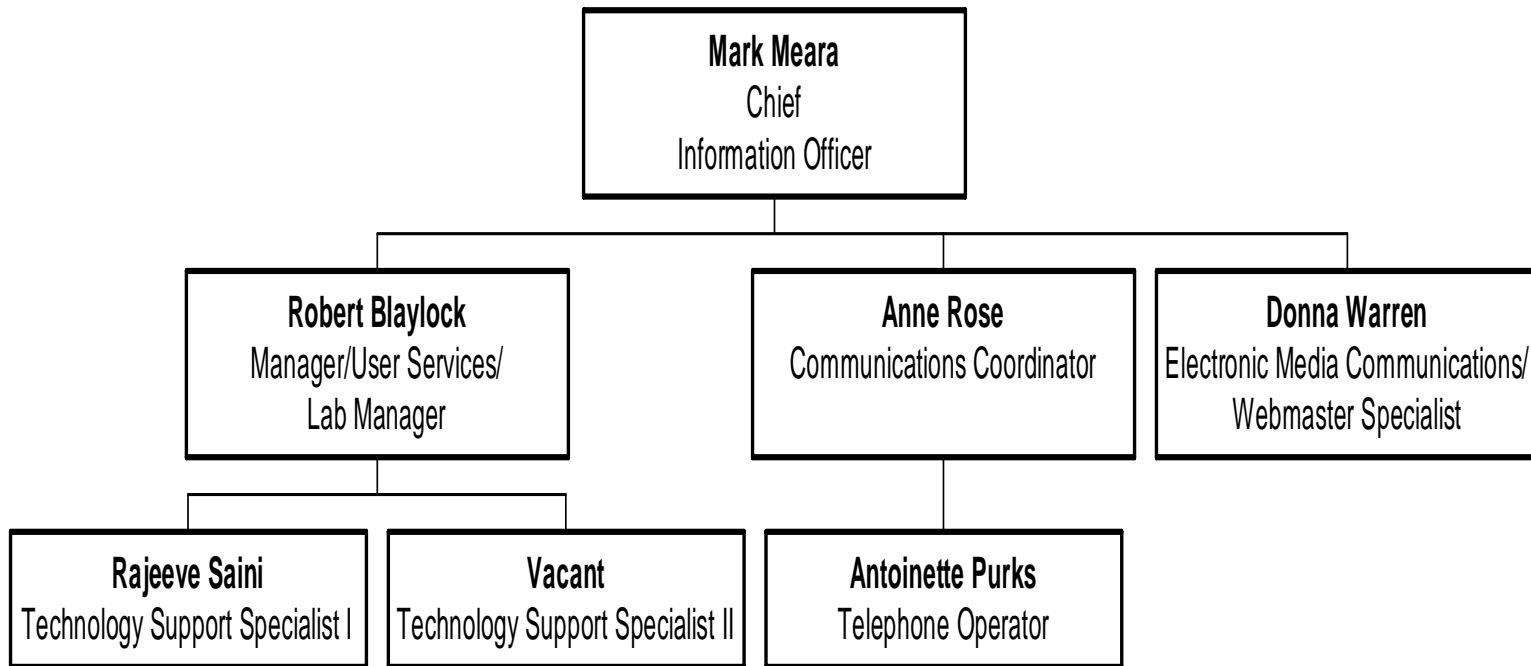 Mark Meara
Chief
Information Officer
Robert Blaylock
Manager/User Services/
Lab Manager
Anne Rose
Communications Coordinator
Donna Warren
Electronic Media Communications/
Webmaster Specialist
Rajeeve Saini
Technology Support Specialist I
Vacant
Technology Support Specialist II
Antoinette Purks
Telephone Operator